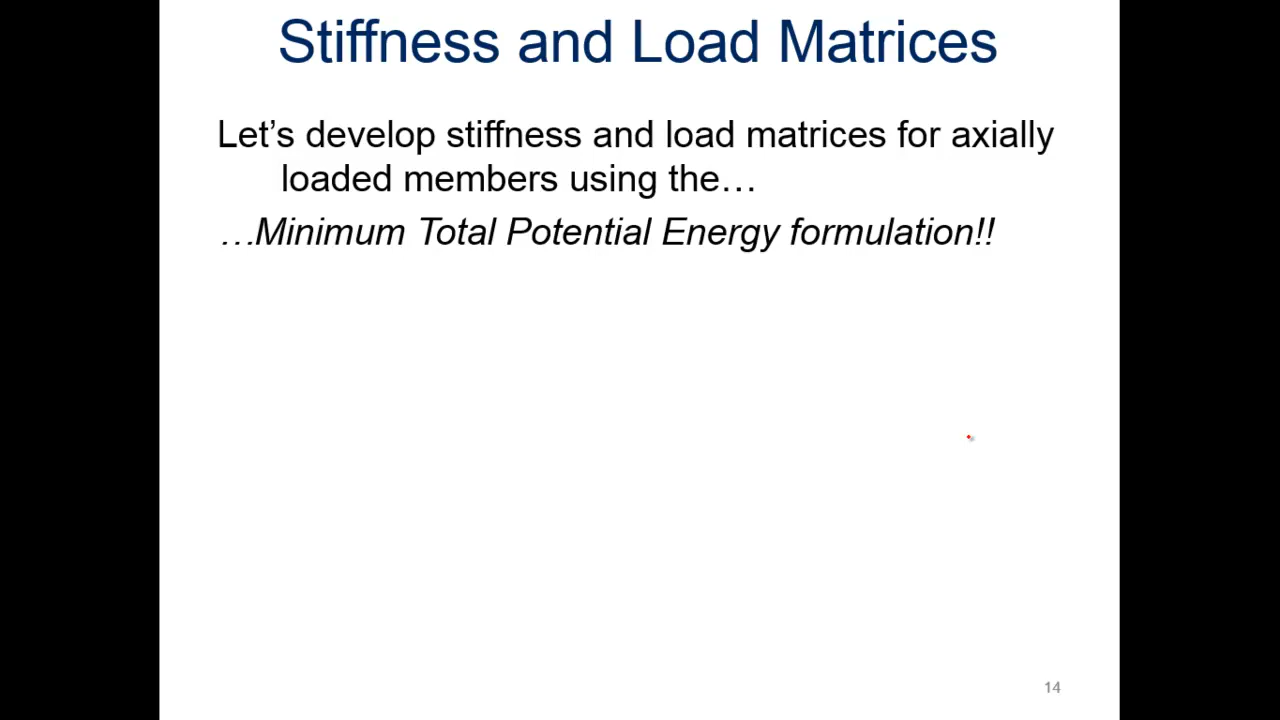 Stiffness and Load Matrices
Let’s develop stiffness and load matrices for axially
loaded members using the…
…Minimum Total Potential Energy formulation!!
14